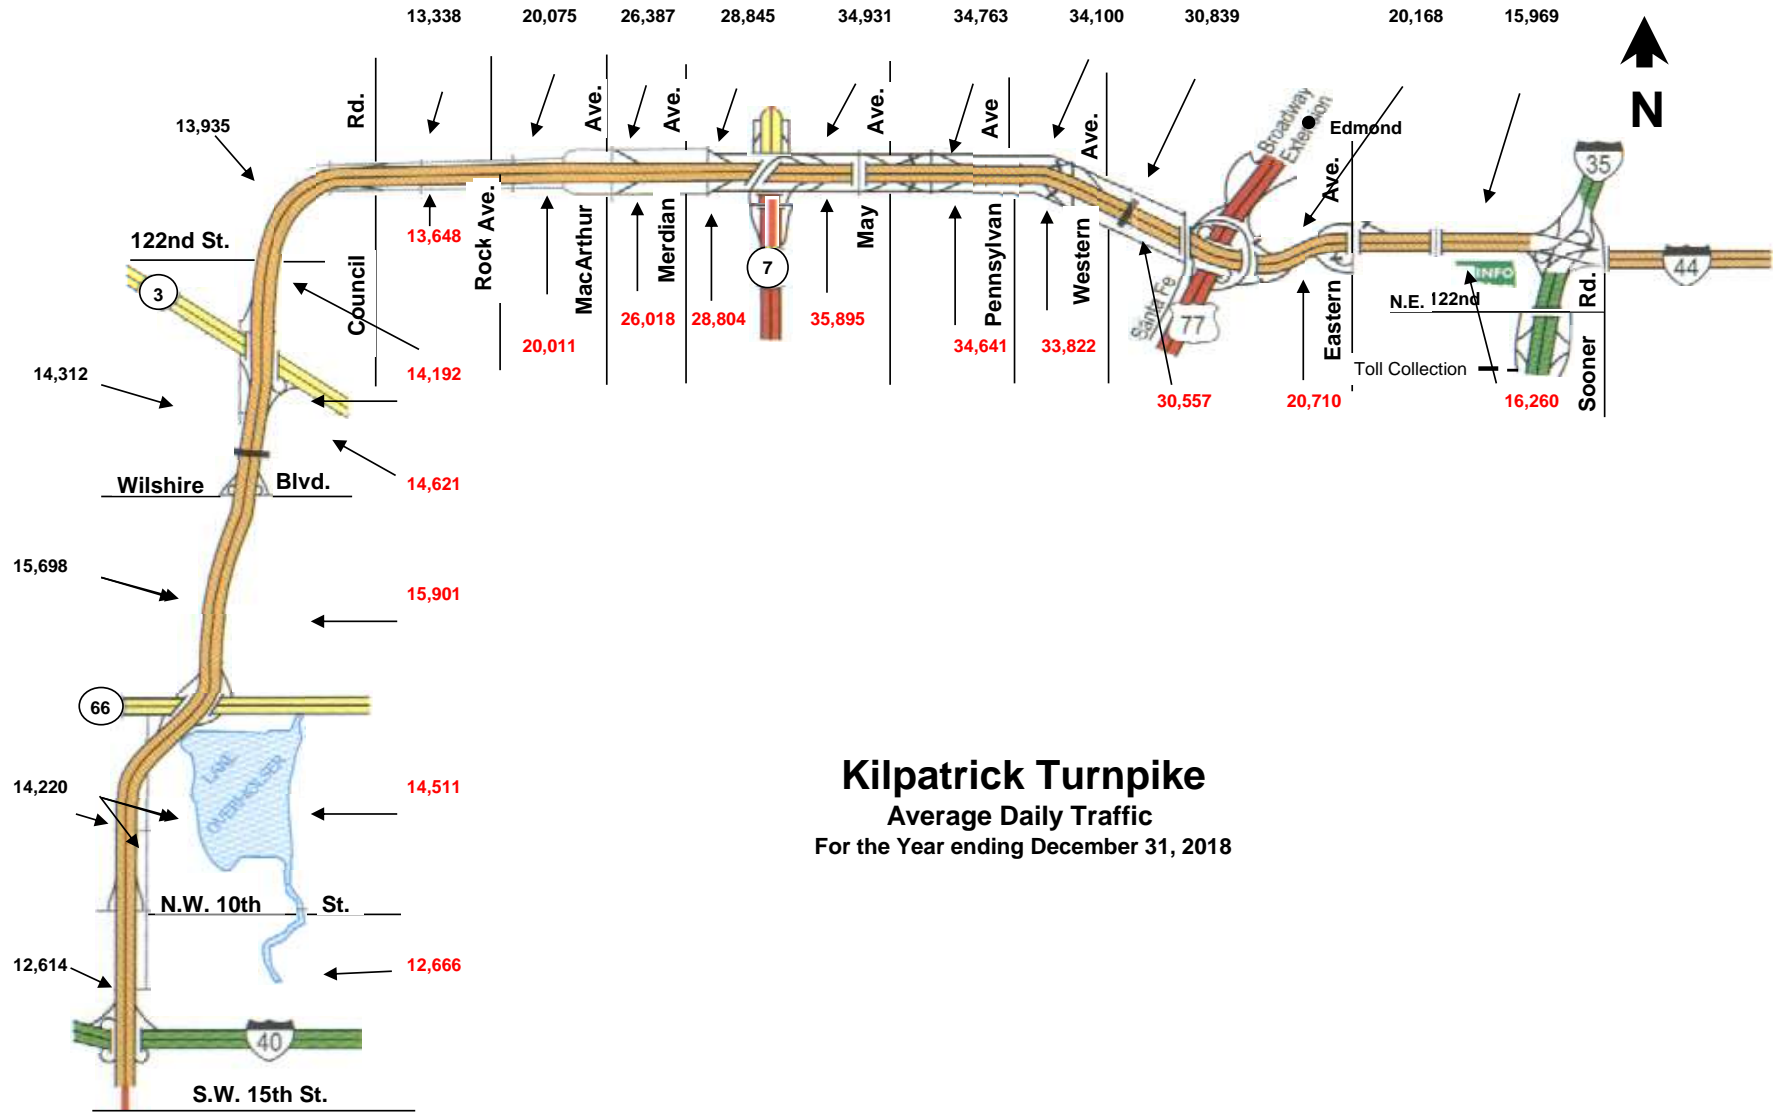 13,338 20,075 26,387 28,845 34,931 34,763 34,100 30,839 20,168 15,969
N
13,935
Rd.
Ave.
Ave.
Ave.
Ave
Ave.
Broadway
Extension
Edmond
Ave.
35
122nd St.
3
13,648
Council
Rock Ave.
MacArthur
Merdian
7
May
Pennsylvan
Western
Santa Fe
77
Eastern
INFO
N.E. 122nd
Rd.
Sooner
44
20,011
26,018
28,804
35,895
34,641
33,822
Toll Collection
14,312
14,192
30,557
20,710
16,260
14,621
Wilshire Blvd.
15,698
15,901
66
LAKE
OVERHOLSER
14,220
14,511
Kilpatrick Turnpike
Average Daily Traffic
For the Year ending December 31, 2018
N.W. 10th St.
12,614
12,666
40
S.W. 15th St.